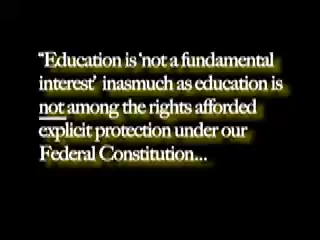 “Education is ‘not a fundamental
interest’ inasmuch as education is
not among the rights afforded
explicit protection under our
Federal Constitution...